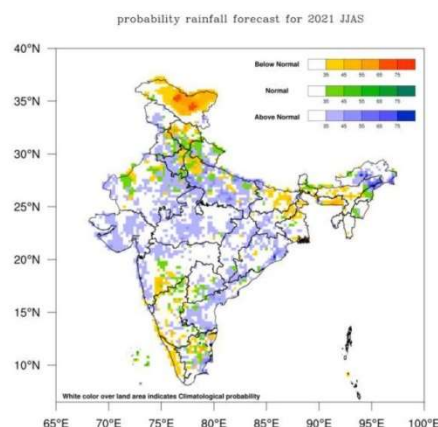 probability rainfall forecast for 2021 JJAS
40°N
35°N
30°N
25°N
20°N
15°N
10°N
Below Normal
35 45 55 65 75
Normal
35 45 55 65 75
Above Normal
35 45 55 65 75
White color over land area indicates Climatological probability
65°E 70°E 75°E 80°E 85°E 90°E 95°E 100°E